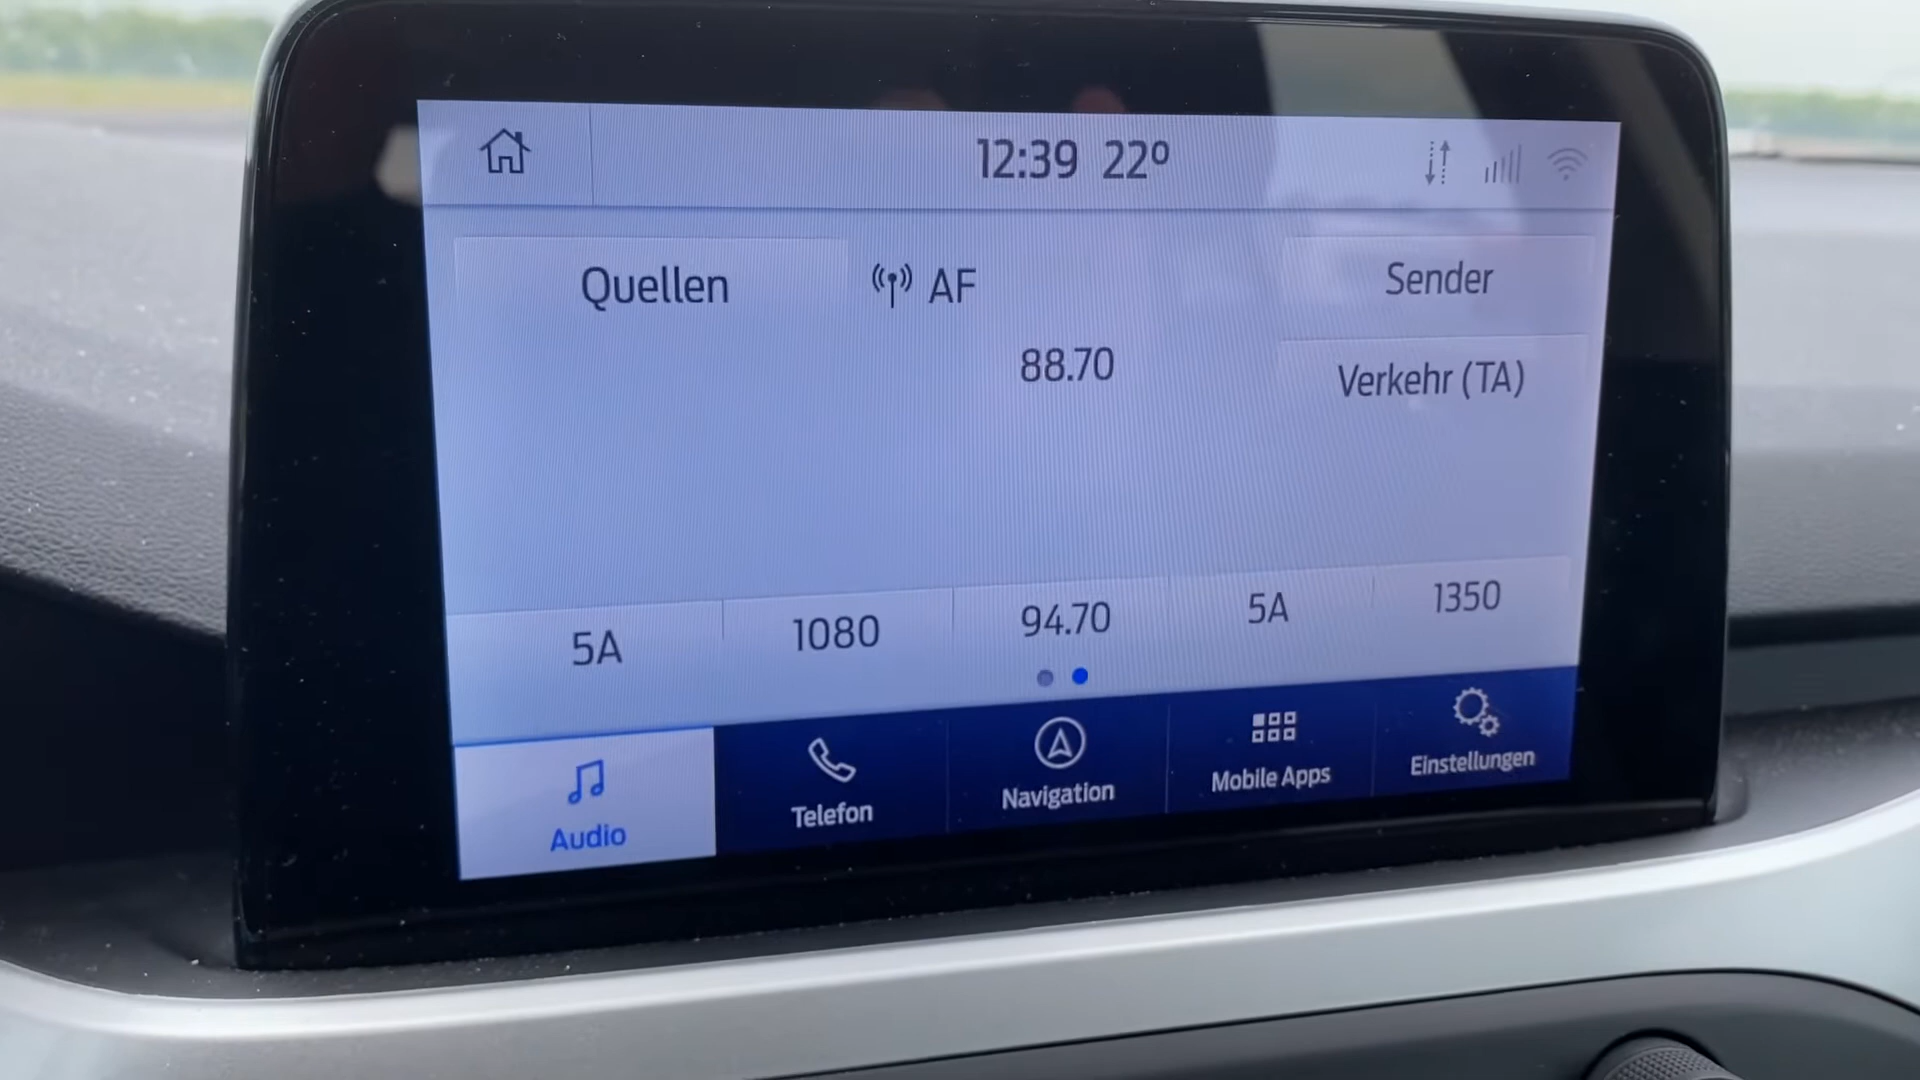 12:39 22º
Quellen
AF
Sender
88.70
Verkehr (TA)
5A
1080
94.70
5A
1350
Audio
Telefon
Navigation
Mobile Apps
Einstellungen